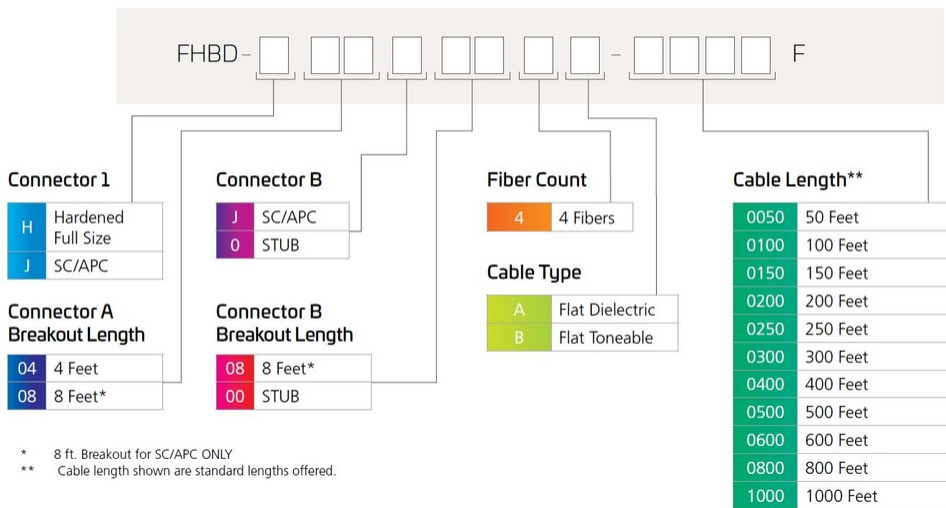 FHBD- – F
Connector 1
H Hardened
Full Size
J SC/APC
Connector A
Breakout Length
04 4 Feet
08 8 Feet*
Connector B
J SC/APC
0 STUB
Connector B
Breakout Length
08 8 Feet*
00 STUB
Fiber Count
4 4 Fibers
Cable Type
A Flat Dielectric
B Flat Toneable
Cable Length**
0050 50 Feet
0100 100 Feet
0150 150 Feet
0200 200 Feet
0250 250 Feet
0300 300 Feet
0400 400 Feet
0500 500 Feet
0600 600 Feet
0800 800 Feet
1000 1000 Feet
* 8 ft. Breakout for SC/APC ONLY
** Cable length shown are standard lengths offered.